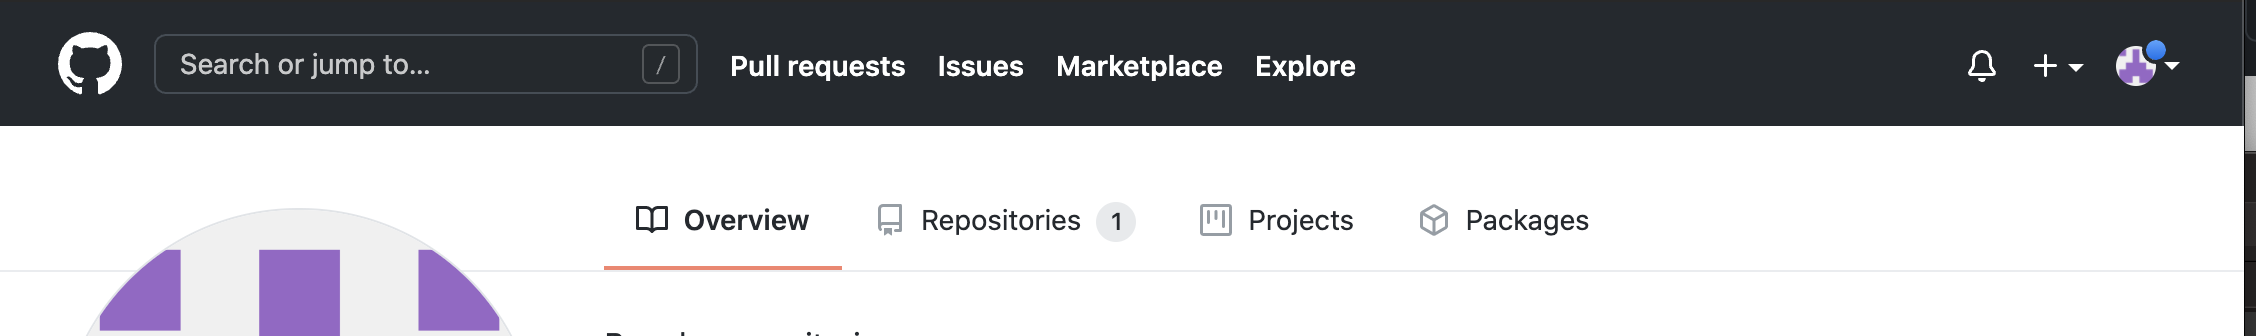 Search or jump to... /
Pull requests Issues Marketplace Explore
Overview Repositories 1 Projects Packages